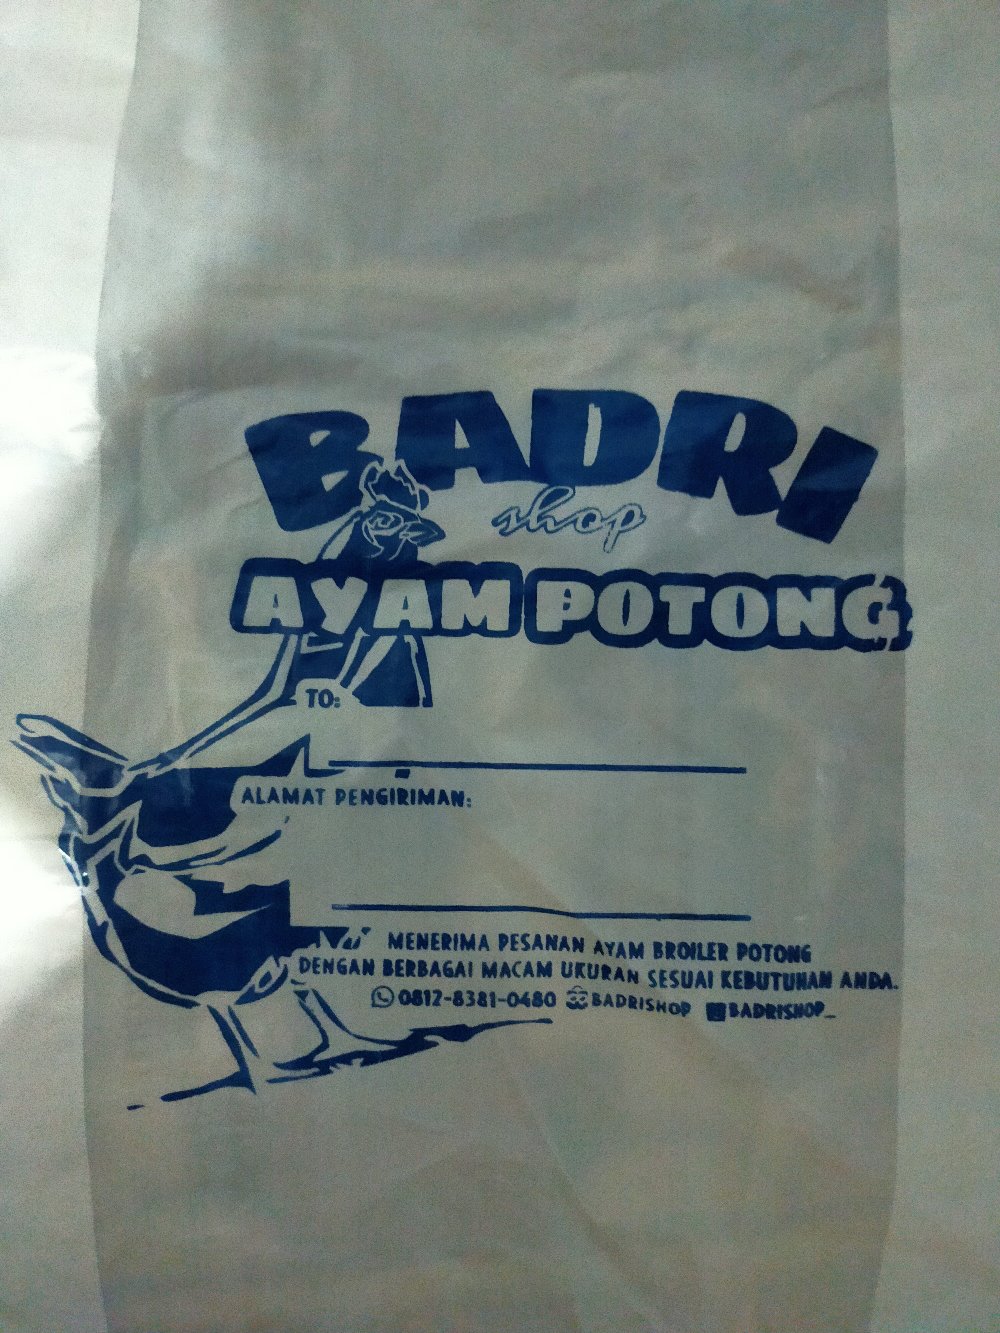 BADRI
shop
AYAM POTONG
TO:
ALAMAT PENGIRIMAN:
MENERIMA PESANAN AYAM BROILER POTONG
DENGAN BERBAGAI MACAM UKURAN SESUAI KEBUTUHAN ANDA.
0812-8381-0480 BADRISHOP BADRISHOP_